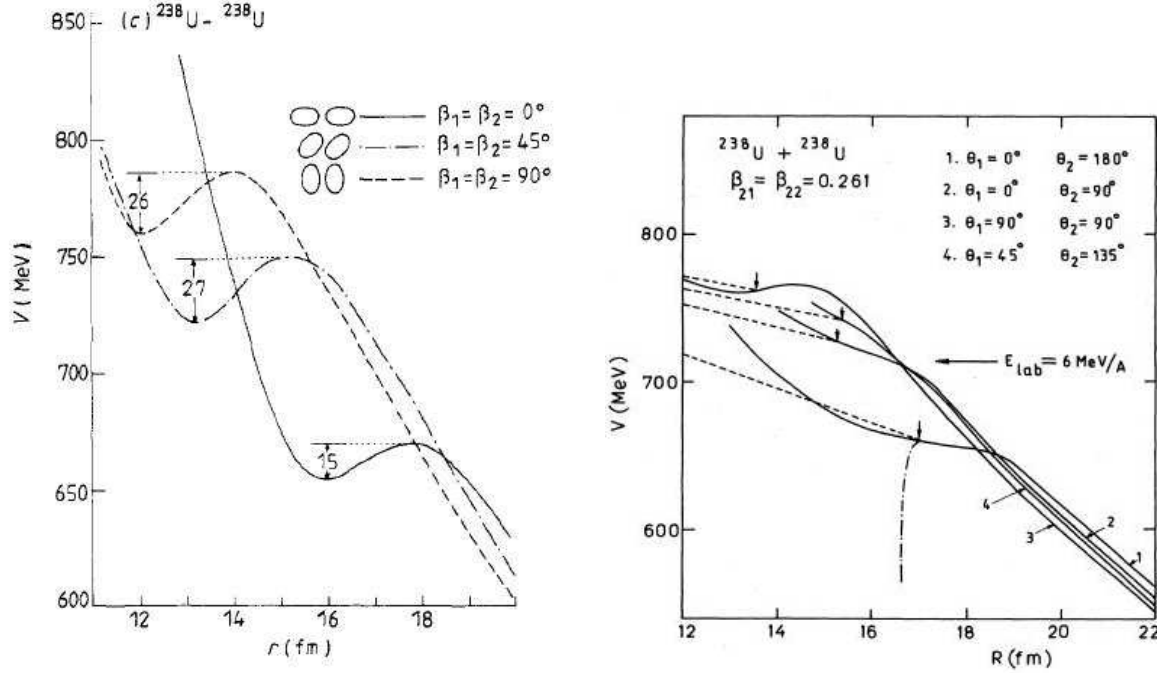 (c) ²³⁸U - ²³⁸U
850
800
750
700
650
600
V (MeV)
β₁ = β₂ = 0°
β₁ = β₂ = 45°
β₁ = β₂ = 90°
26
27
15
12 14 16 18
r (fm)
²³⁸U + ²³⁸U
β₂₁ = β₂₂ = 0.261
1. θ₁ = 0° θ₂ = 180°
2. θ₁ = 0° θ₂ = 90°
3. θ₁ = 90° θ₂ = 90°
4. θ₁ = 45° θ₂ = 135°
800
700
600
V (MeV)
E lab = 6 MeV/A
4
3
2
1
12 14 16 18 20 22
R (fm)